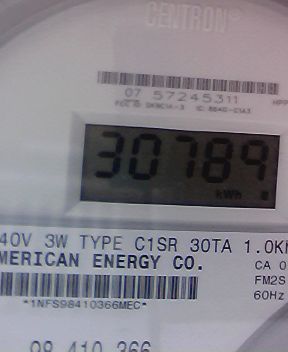 CENTRON®
07 57245311
30789
kWh
40V 3W TYPE C1SR 30TA 1.0K
MERICAN ENERGY CO.
CA 0
FM2S
60Hz
*1NFS98410366MEC*
98 410 366